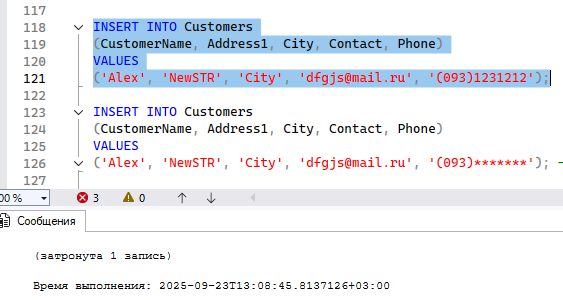 117
118 INSERT INTO Customers
119 (CustomerName, Address1, City, Contact, Phone)
120 VALUES
121 ('Alex', 'NewSTR', 'City', 'dfgjs@mail.ru', '(093)1231212');
122
123 INSERT INTO Customers
124 (CustomerName, Address1, City, Contact, Phone)
125 VALUES
126 ('Alex', 'NewSTR', 'City', 'dfgjs@mail.ru', '(093)*******'); -
127
00 % 3 0
Сообщения
(затронута 1 запись)
Время выполнения: 2025-09-23T13:08:45.8137126+03:00